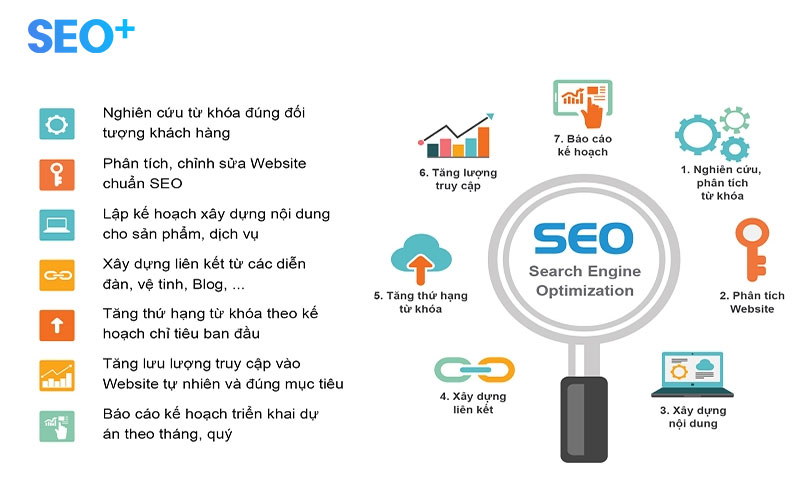 SEO+
Nghiên cứu từ khóa đúng đối
tượng khách hàng
Phân tích, chỉnh sửa Website
chuẩn SEO
Lập kế hoạch xây dựng nội dung
cho sản phẩm, dịch vụ
Xây dựng liên kết từ các diễn
đàn, vệ tinh, Blog, ...
Tăng thứ hạng từ khóa theo kế
hoạch chỉ tiêu ban đầu
Tăng lưu lượng truy cập vào
Website tự nhiên và đúng mục tiêu
Báo cáo kế hoạch triển khai dự
án theo tháng, quý
7. Báo cáo
kế hoạch
1. Nghiên cứu,
phân tích
từ khóa
2. Phân tích
Website
3. Xây dựng
nội dung
4. Xây dựng
liên kết
5. Tăng thứ hạng
từ khóa
6. Tăng lượng
truy cập
SEO
Search Engine
Optimization